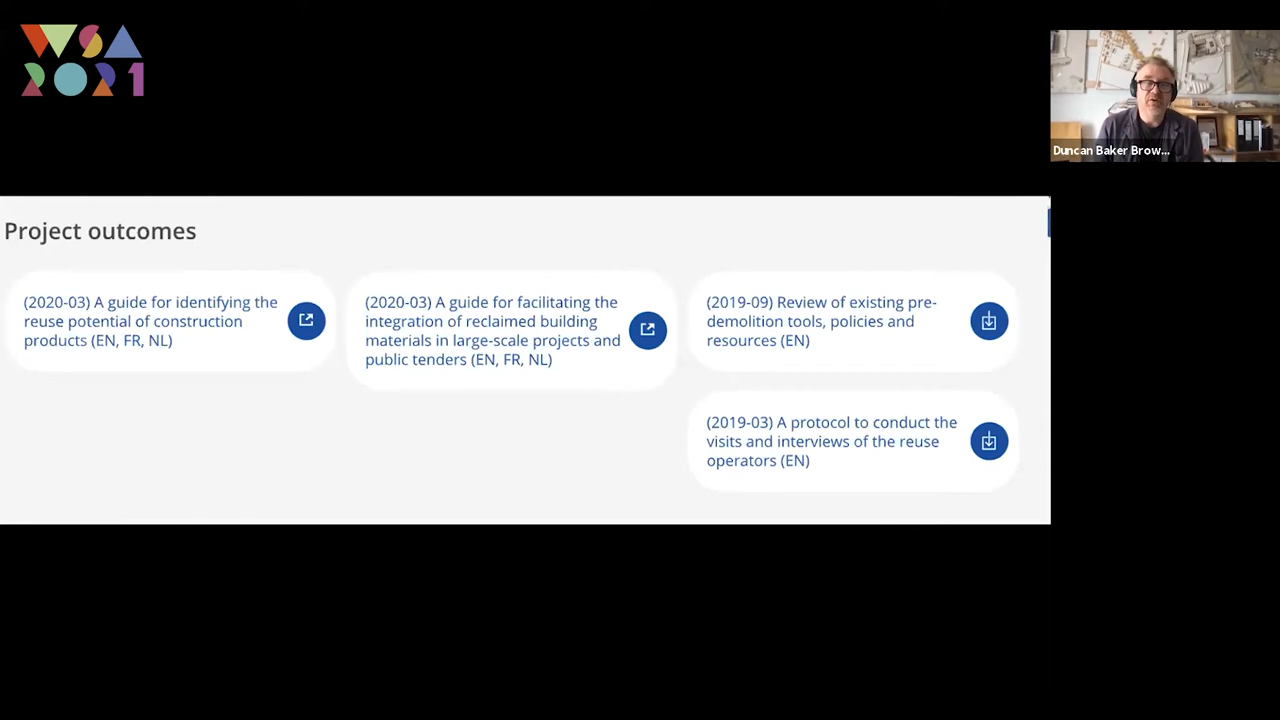 WSA
2021
Duncan Baker Brow...
Project outcomes
(2020-03) A guide for identifying the
reuse potential of construction
products (EN, FR, NL)
(2020-03) A guide for facilitating the
integration of reclaimed building
materials in large-scale projects and
public tenders (EN, FR, NL)
(2019-09) Review of existing pre-
demolition tools, policies and
resources (EN)
(2019-03) A protocol to conduct the
visits and interviews of the reuse
operators (EN)